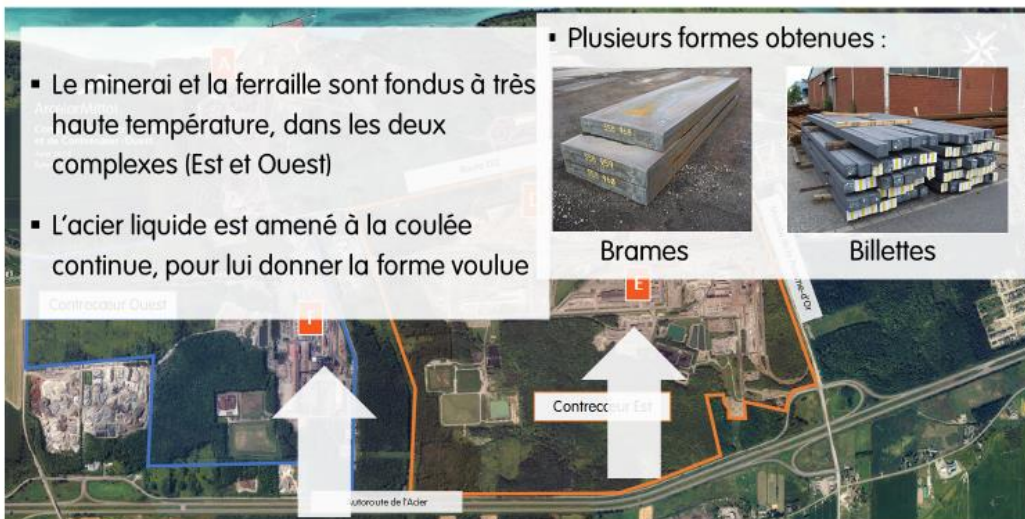 ▪ Le minerai et la ferraille sont fondus à très
haute température, dans les deux
complexes (Est et Ouest)
▪ L'acier liquide est amené à la coulée
continue, pour lui donner la forme voulue
▪ Plusieurs formes obtenues :
Brames
Billettes
Contrecœur Ouest
E
Contrecœur Est
Autoroute de l'Acier